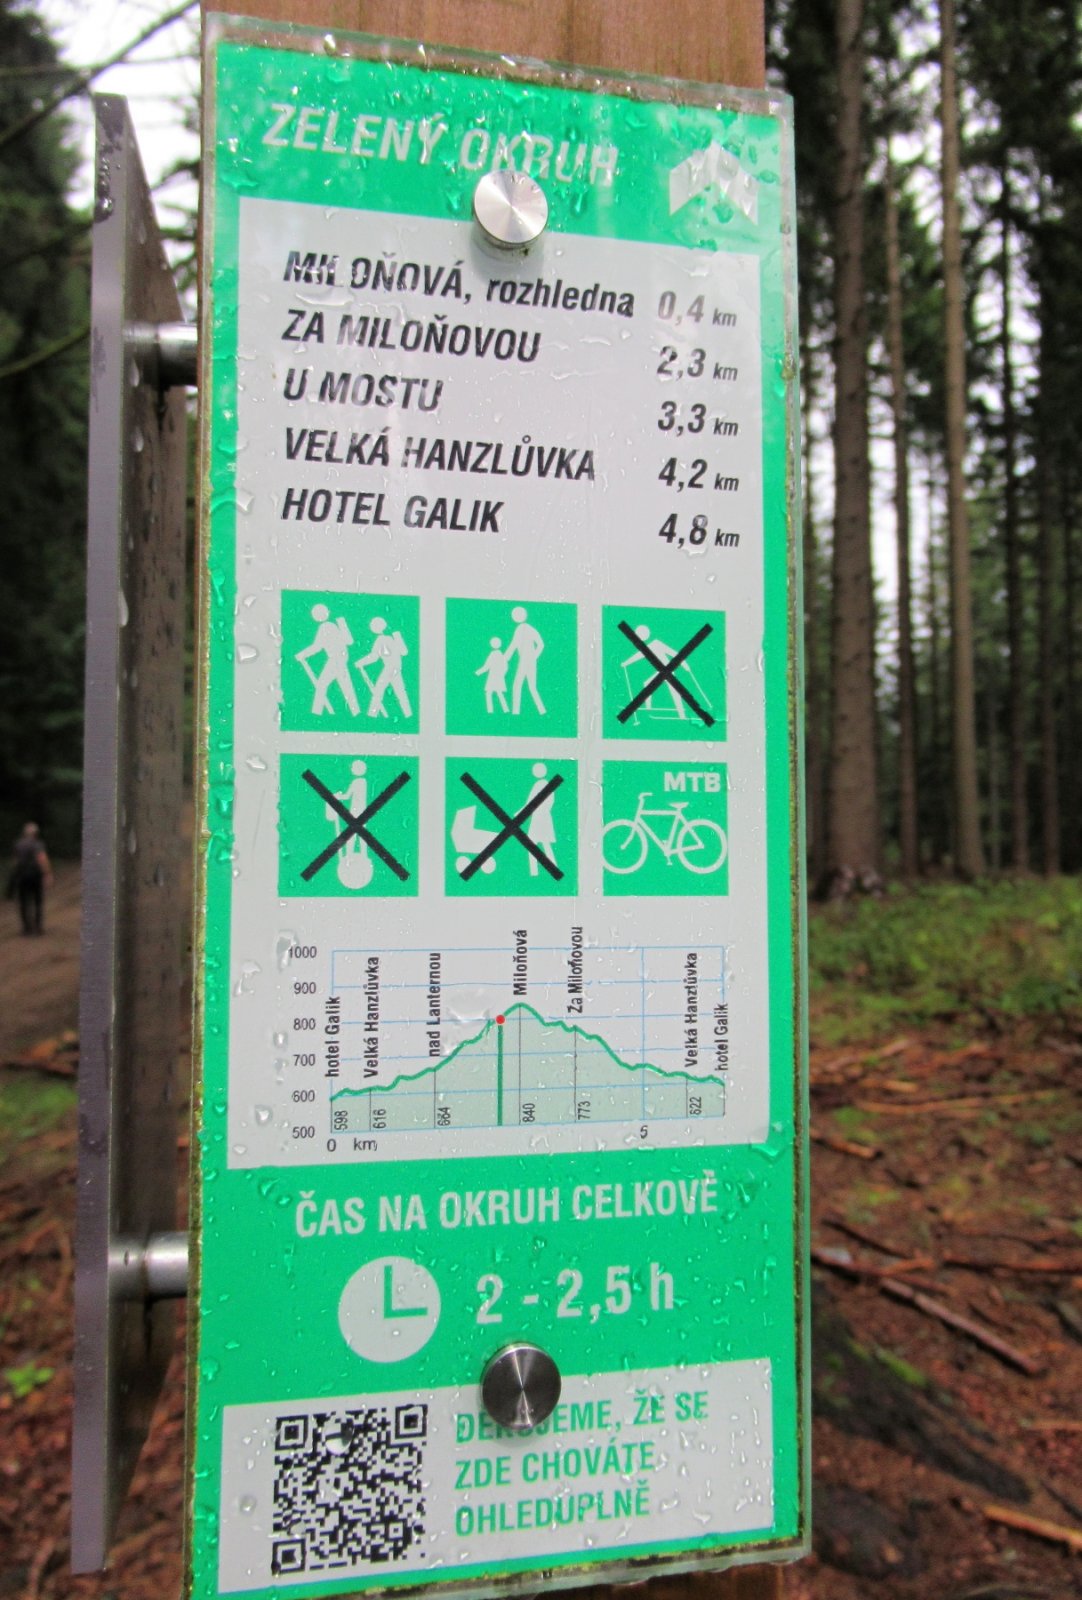 ZELENÝ OKRUH
MILOŇOVÁ, rozhledna 0,4 km
ZA MILOŇOVOU 2,3 km
U MOSTU 3,3 km
VELKÁ HANZLŮVKA 4,2 km
HOTEL GALIK 4,8 km
MTB
1000
900
800
700
600
500
hotel Galik
Velká Hanzlůvka
nad Lanternou
Miloňová
Za Miloňovou
Velká Hanzlůvka
hotel Galik
598
616
664
840
773
622
0 km 5
ČAS NA OKRUH CELKOVĚ
2 - 2,5 h
DĚKUJEME, ŽE SE
ZDE CHOVÁTE
OHLEDUPLNĚ